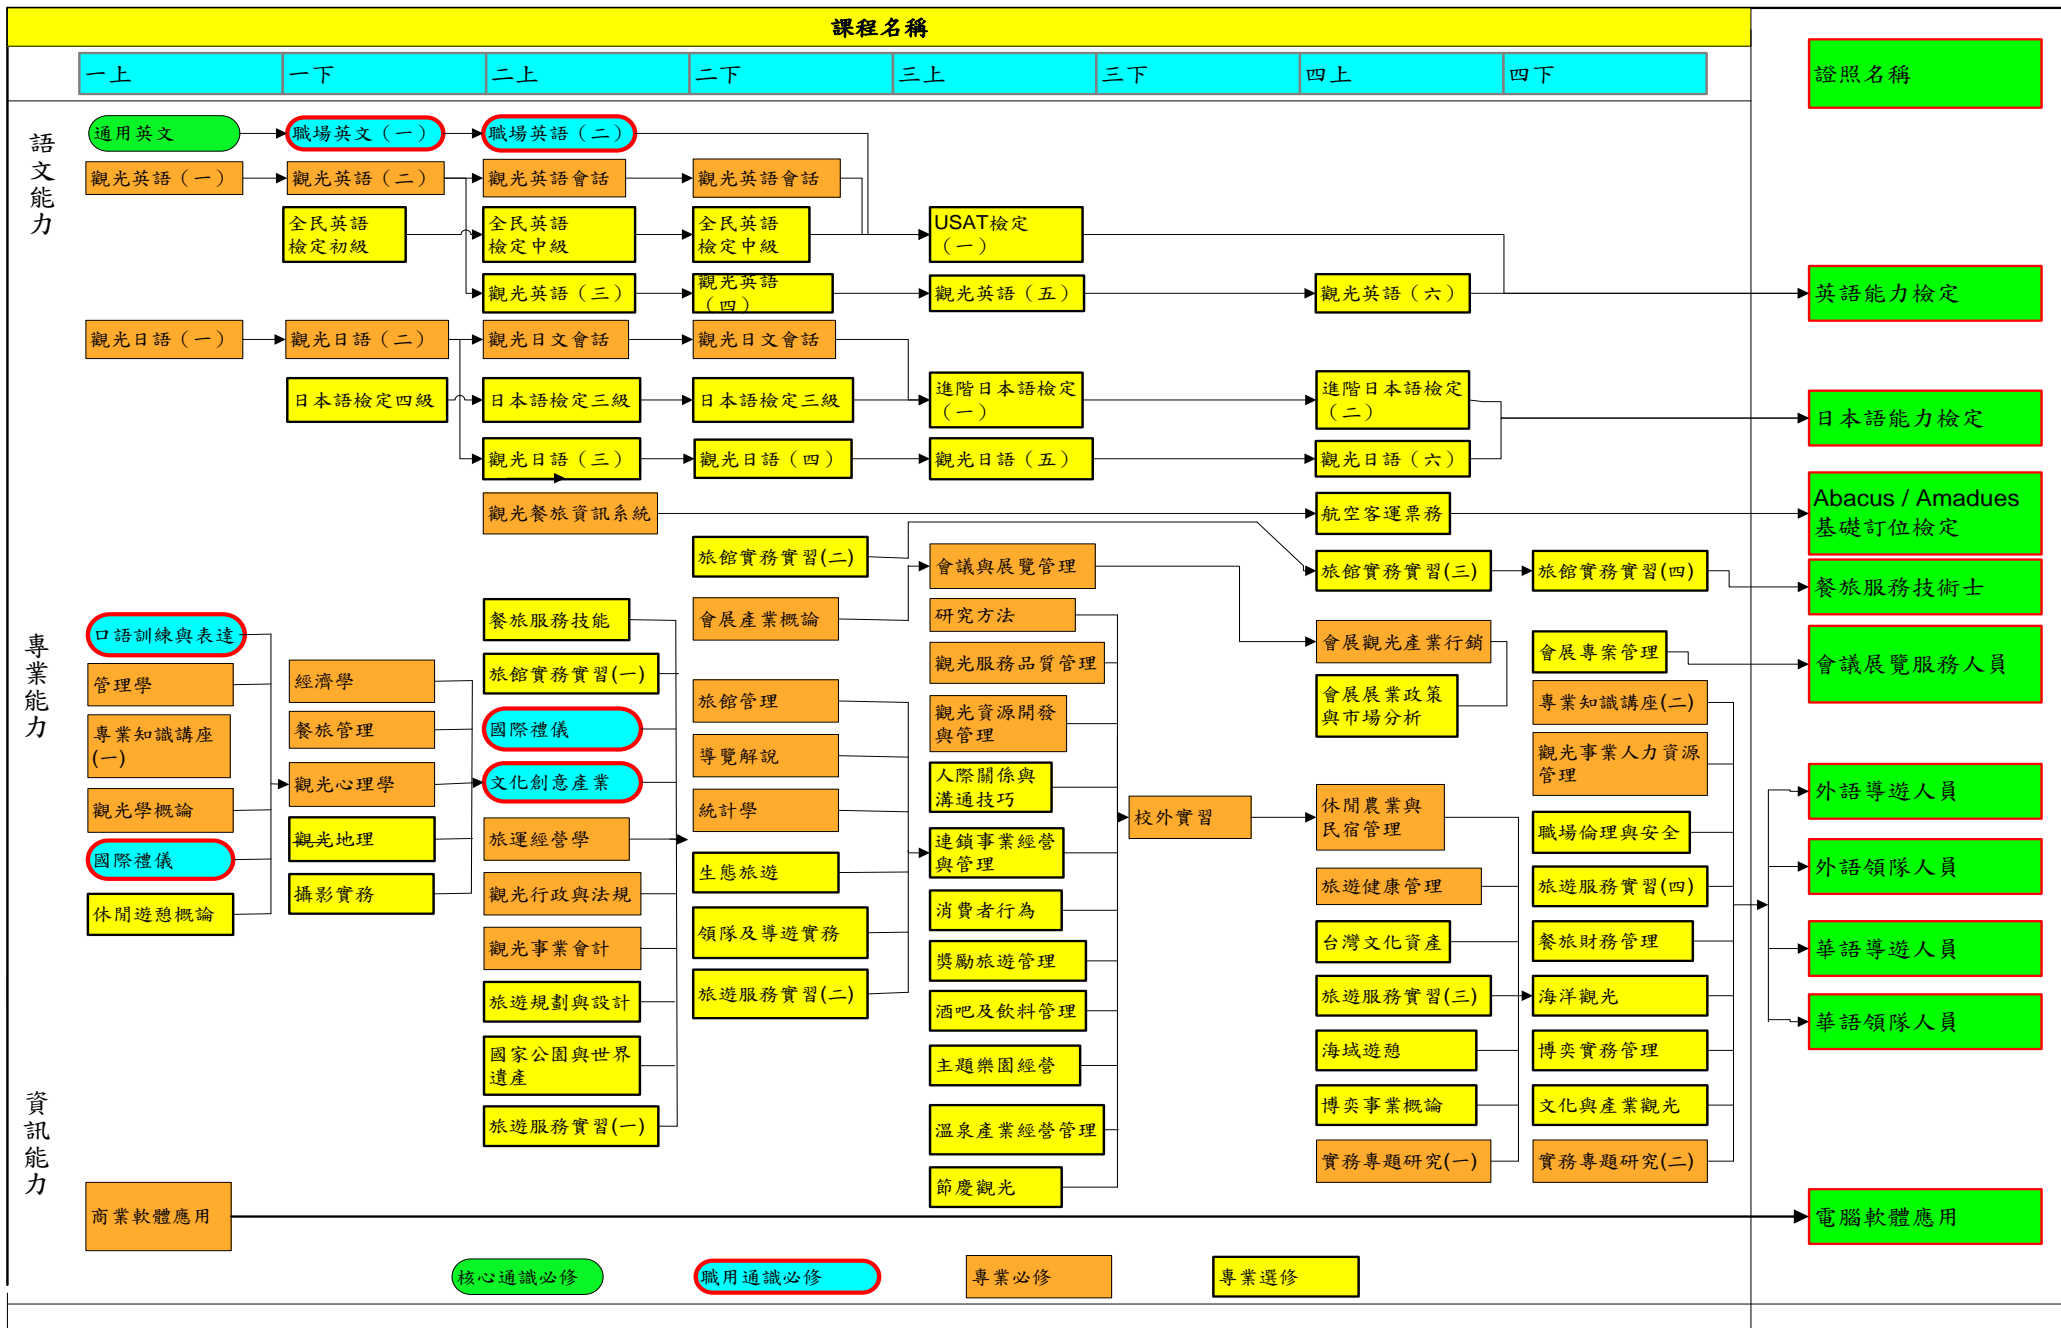 課程名稱
一上
一下
二上
二下
三上
三下
四上
四下
證照名稱
語文能力
通用英文
職場英文（一）
職場英語（二）
觀光英語（一）
觀光英語（二）
觀光英語會話
觀光英語會話
全民英語
檢定初級
全民英語
檢定中級
全民英語
檢定中級
USAT檢定
（一）
觀光英語（三）
觀光英語
（四）
觀光英語（五）
觀光英語（六）
英語能力檢定
觀光日語（一）
觀光日語（二）
觀光日文會話
觀光日文會話
日本語檢定四級
日本語檢定三級
日本語檢定三級
進階日本語檢定
（一）
進階日本語檢定
（二）
日本語能力檢定
觀光日語（三）
觀光日語（四）
觀光日語（五）
觀光日語（六）
專業能力
觀光餐旅資訊系統
航空客運票務
Abacus / Amadues
基礎訂位檢定
旅館實務實習(二)
會議與展覽管理
旅館實務實習(三)
旅館實務實習(四)
餐旅服務技術士
口語訓練與表達
管理學
專業知識講座
(一)
觀光學概論
國際禮儀
休閒遊憩概論
經濟學
餐旅管理
觀光心理學
觀光地理
攝影實務
餐旅服務技能
旅館實務實習(一)
國際禮儀
文化創意產業
旅運經營學
觀光行政與法規
觀光事業會計
旅遊規劃與設計
國家公園與世界
遺產
旅遊服務實習(一)
會展產業概論
旅館管理
導覽解說
統計學
生態旅遊
領隊及導遊實務
旅遊服務實習(二)
研究方法
觀光服務品質管理
觀光資源開發
與管理
人際關係與
溝通技巧
連鎖事業經營
與管理
消費者行為
獎勵旅遊管理
酒吧及飲料管理
主題樂園經營
溫泉產業經營管理
節慶觀光
校外實習
會展觀光產業行銷
會展展業政策
與市場分析
休閒農業與
民宿管理
旅遊健康管理
台灣文化資產
旅遊服務實習(三)
海域遊憩
博奕事業概論
實務專題研究(一)
會展專案管理
專業知識講座(二)
觀光事業人力資源
管理
職場倫理與安全
旅遊服務實習(四)
餐旅財務管理
海洋觀光
博奕實務管理
文化與產業觀光
實務專題研究(二)
會議展覽服務人員
外語導遊人員
外語領隊人員
華語導遊人員
華語領隊人員
資訊能力
商業軟體應用
電腦軟體應用
核心通識必修
職用通識必修
專業必修
專業選修